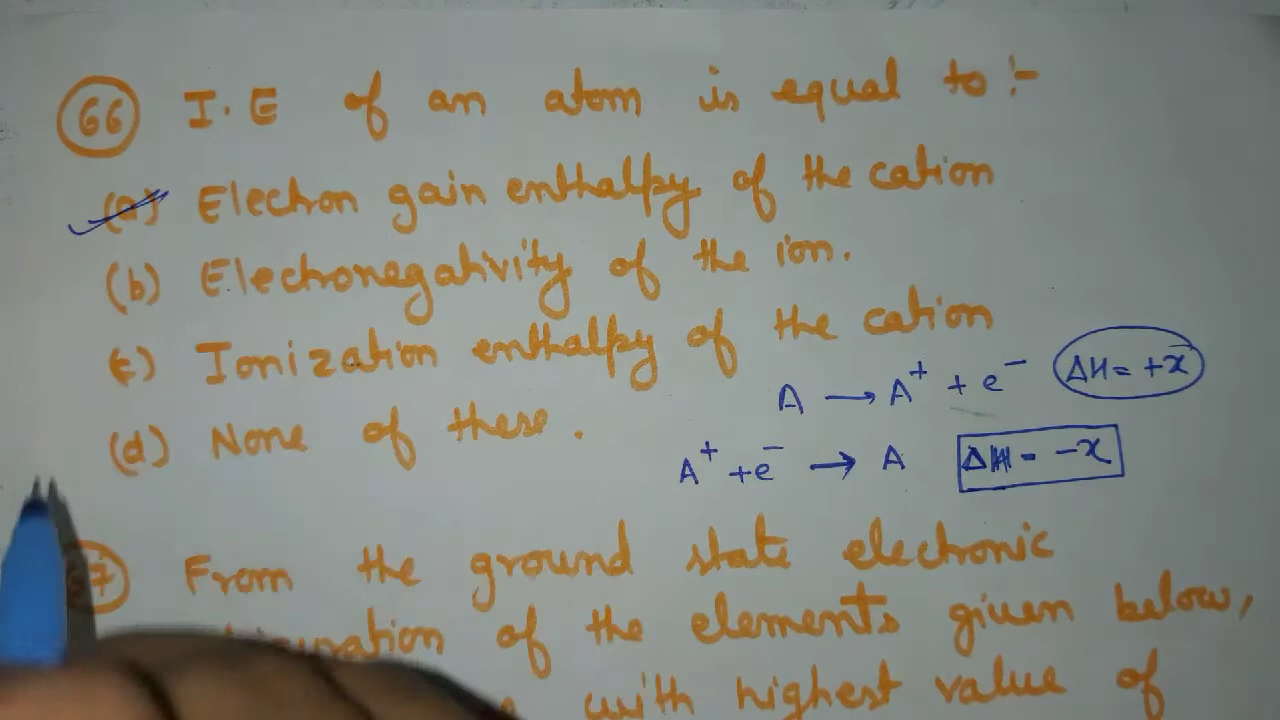 66 I.E of an atom is equal to :-
(a) Electron gain enthalpy of the cation
(b) Electronegativity of the ion.
(c) Ionization enthalpy of the cation
A → A⁺ + e⁻ ΔH = +x
(d) None of these.
A⁺ + e⁻ → A ΔH = -x
From the ground state electronic
of the elements given below,
with highest value of